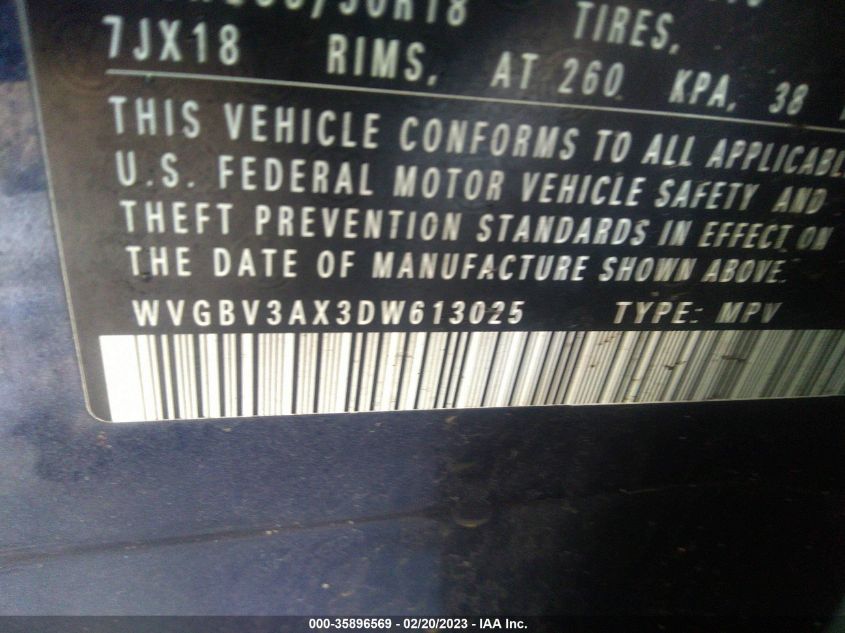 TIRES,
7JX18 RIMS, AT 260 KPA, 38
THIS VEHICLE CONFORMS TO ALL
U.S. FEDERAL MOTOR VEHICLE SAFETY AND
THEFT PREVENTION STANDARDS IN EFFECT ON
THE DATE OF MANUFACTURE SHOWN ABOVE.
WVGBV3AX3DW613025 TYPE: MPV
000-35896569 - 02/20/2023 - IAA Inc.